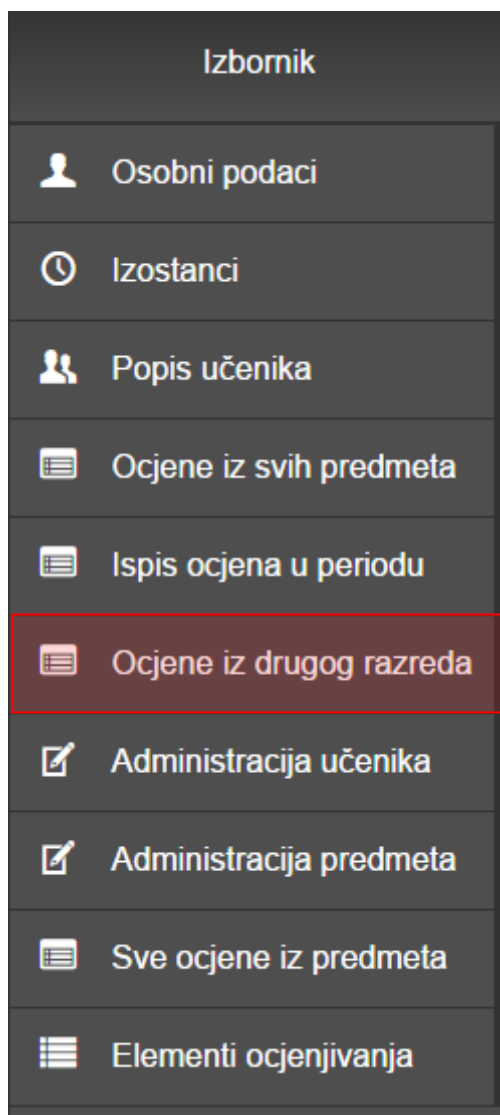 Izbornik
Osobni podaci
Izostanci
Popis učenika
Ocjene iz svih predmeta
Ispis ocjena u periodu
Ocjene iz drugog razreda
Administracija učenika
Administracija predmeta
Sve ocjene iz predmeta
Elementi ocjenjivanja